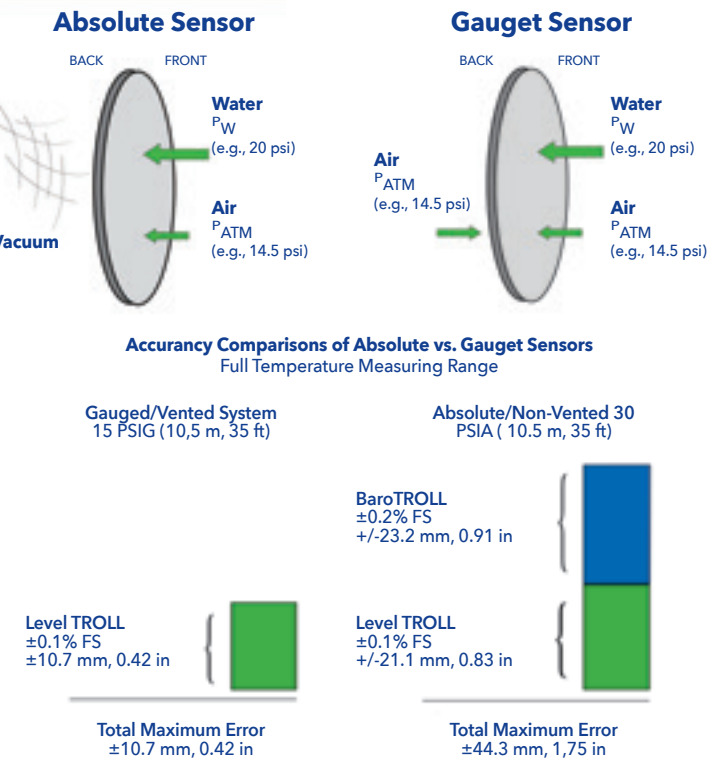 Absolute Sensor
BACK
FRONT
Water
PW
(e.g., 20 psi)
Air
PATM
(e.g., 14.5 psi)
Vacuum
Gauget Sensor
BACK
FRONT
Air
PATM
(e.g., 14.5 psi)
Water
PW
(e.g., 20 psi)
Air
PATM
(e.g., 14.5 psi)
Accurancy Comparisons of Absolute vs. Gauget Sensors
Full Temperature Measuring Range
Gauged/Vented System
15 PSIG (10,5 m, 35 ft)
Level TROLL
±0.1% FS
±10.7 mm, 0.42 in
Total Maximum Error
±10.7 mm, 0.42 in
Absolute/Non-Vented 30
PSIA ( 10.5 m, 35 ft)
BaroTROLL
±0.2% FS
+/-23.2 mm, 0.91 in
Level TROLL
±0.1% FS
+/-21.1 mm, 0.83 in
Total Maximum Error
±44.3 mm, 1,75 in